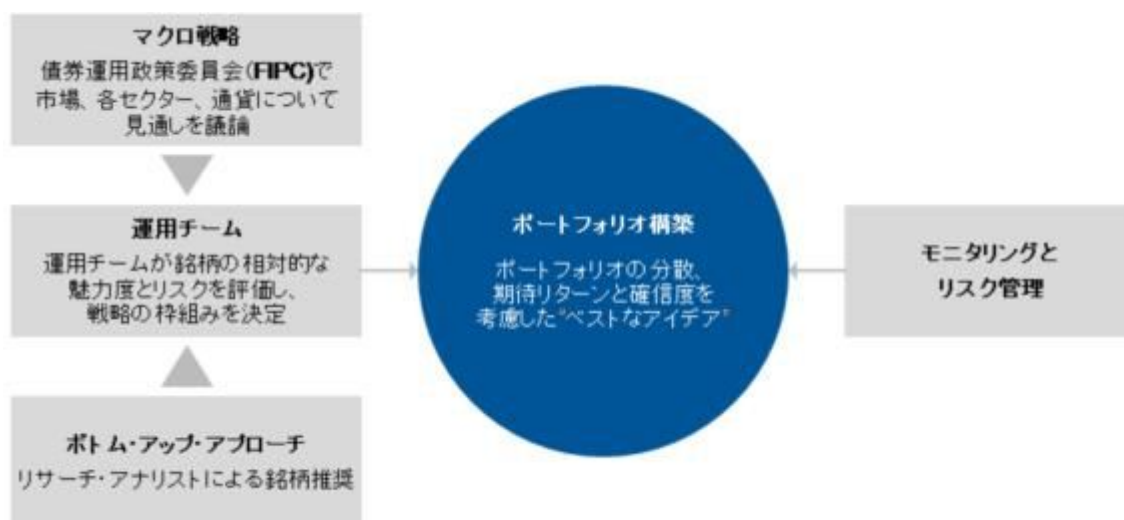 マクロ戦略
債券運用政策委員会(FIPC)で
市場、各セクター、通貨について
見通しを議論
運用チーム
運用チームが銘柄の相対的な
魅力度とリスクを評価し、
戦略の枠組みを決定
ボトム・アップ・アプローチ
リサーチ・アナリストによる銘柄推奨
ポートフォリオ構築
ポートフォリオの分散、
期待リターンと確信度を
考慮した"ベストなアイデア"
モニタリングと
リスク管理